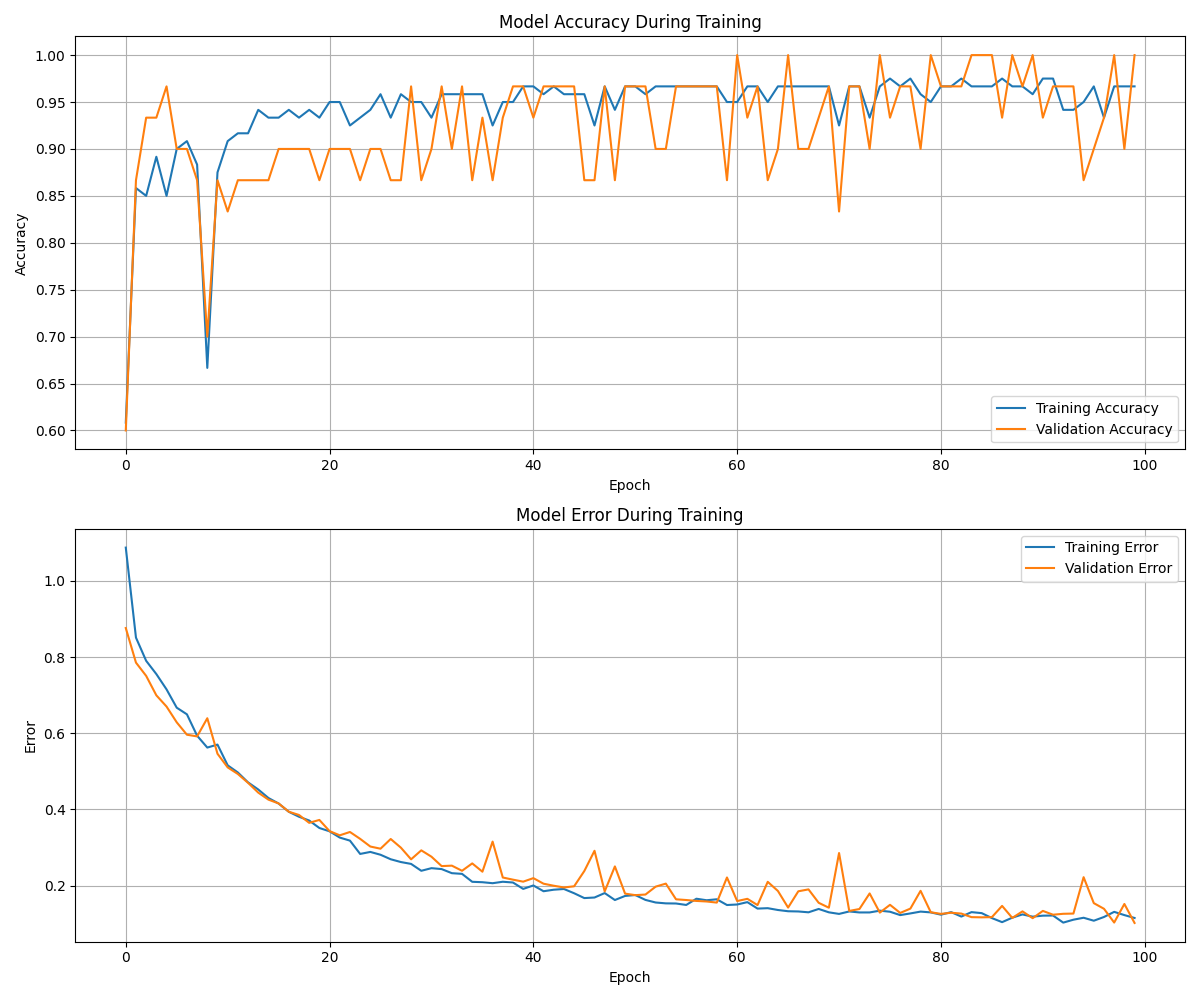 Model Accuracy During Training
1.00
0.95
0.90
0.85
0.80
0.75
0.70
0.65
0.60
Accuracy
Training Accuracy
Validation Accuracy
0 20 40 60 80 100
Epoch
Model Error During Training
Training Error
Validation Error
1.0
0.8
0.6
0.4
0.2
Error
0 20 40 60 80 100
Epoch